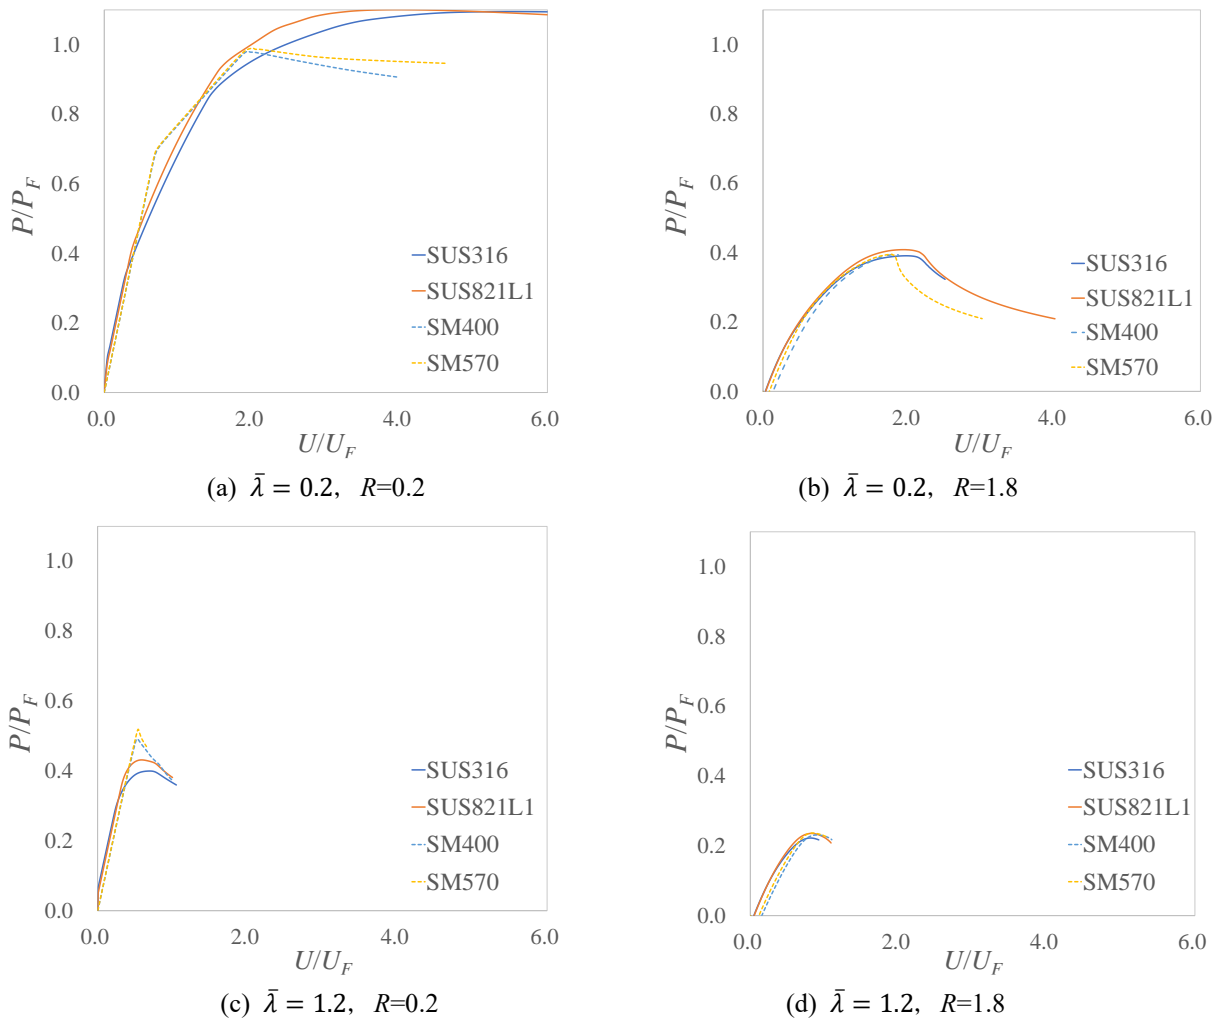 1.0
0.8
0.6
0.4
0.2
0.0
P/P_F
SUS316
SUS821L1
SM400
SM570
0.0 2.0 4.0 6.0
U/U_F
(a) λ̄ = 0.2, R=0.2
1.0
0.8
0.6
0.4
0.2
0.0
P/P_F
SUS316
SUS821L1
SM400
SM570
0.0 2.0 4.0 6.0
U/U_F
(b) λ̄ = 0.2, R=1.8
1.0
0.8
0.6
0.4
0.2
0.0
P/P_F
SUS316
SUS821L1
SM400
SM570
0.0 2.0 4.0 6.0
U/U_F
(c) λ̄ = 1.2, R=0.2
1.0
0.8
0.6
0.4
0.2
0.0
P/P_F
SUS316
SUS821L1
SM400
SM570
0.0 2.0 4.0 6.0
U/U_F
(d) λ̄ = 1.2, R=1.8